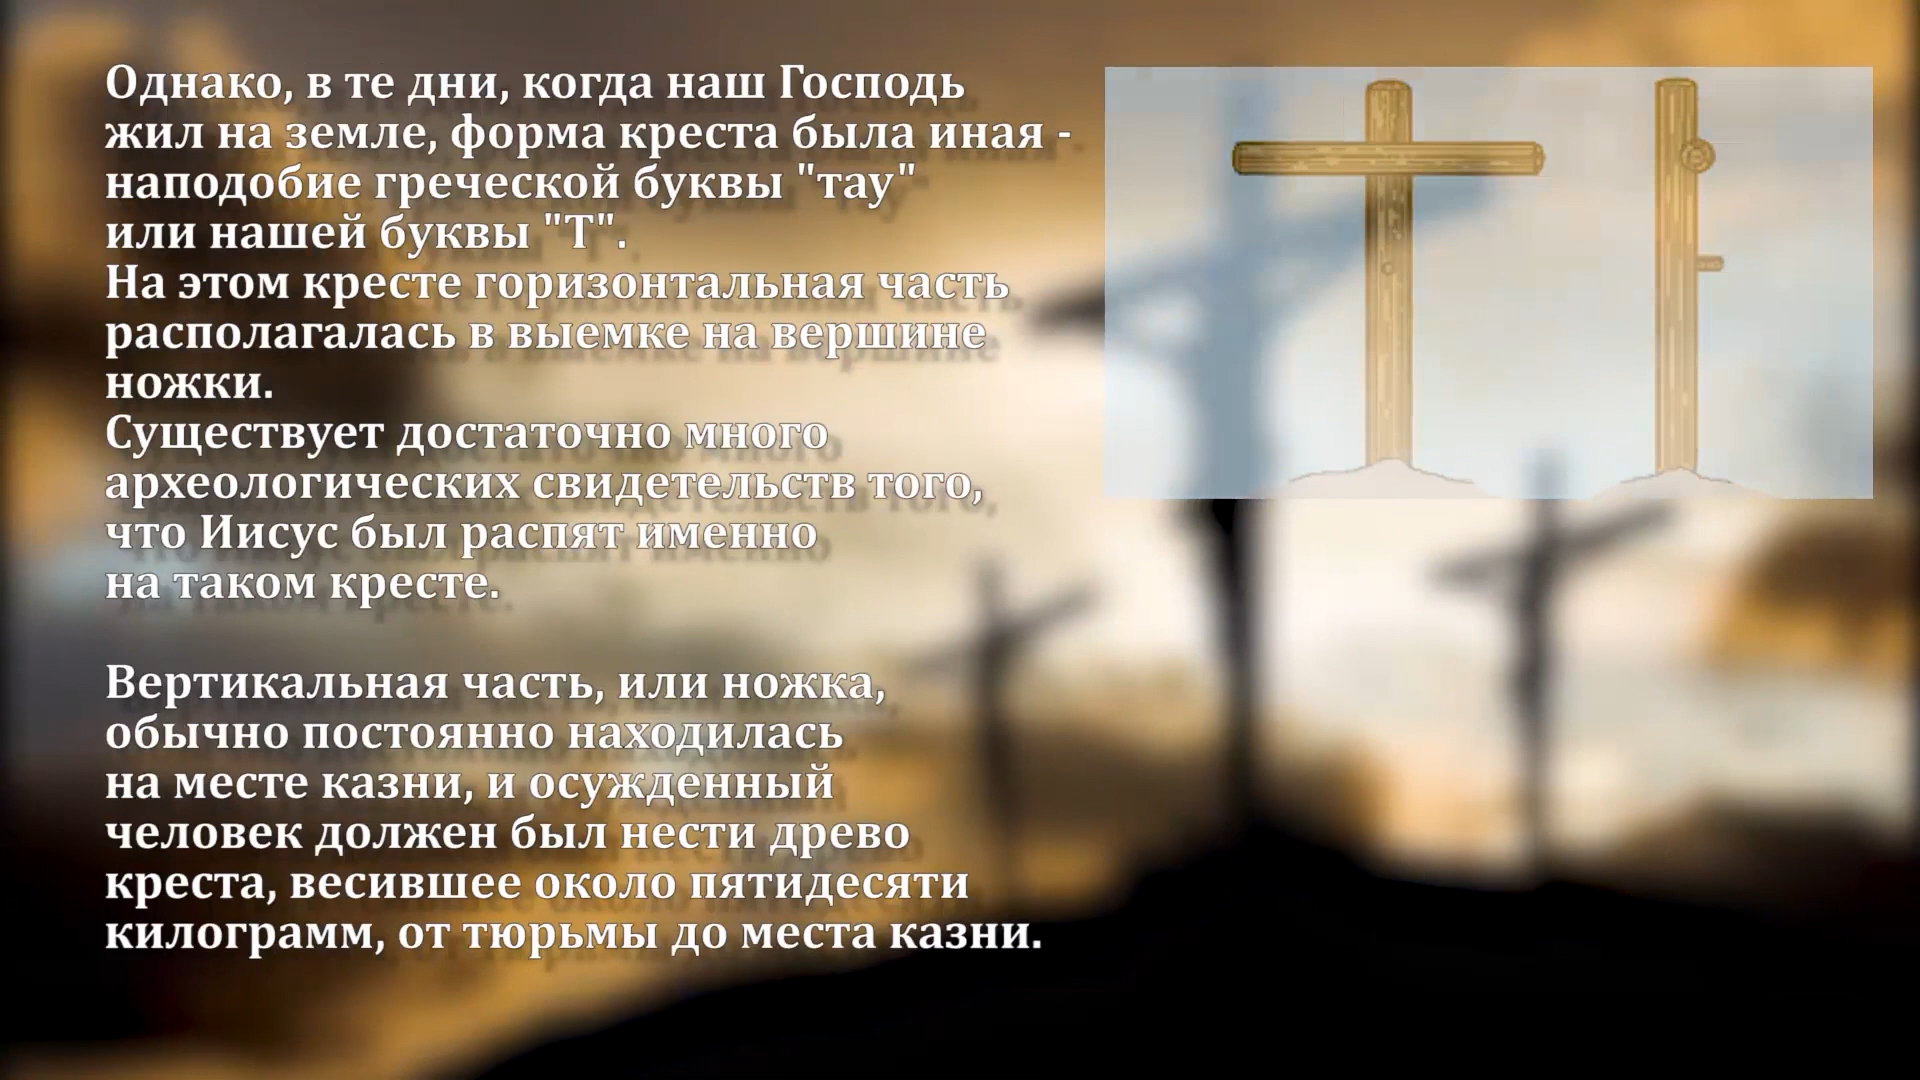 Однако, в те дни, когда наш Господь
жил на земле, форма креста была иная -
наподобие греческой буквы "тау"
или нашей буквы "Т".
На этом кресте горизонтальная часть
располагалась в выемке на вершине
ножки.
Существует достаточно много
археологических свидетельств того,
что Иисус был распят именно
на таком кресте.
Вертикальная часть, или ножка,
обычно постоянно находилась
на месте казни, и осужденный
человек должен был нести древо
креста, весившее около пятидесяти
килограмм, от тюрьмы до места казни.